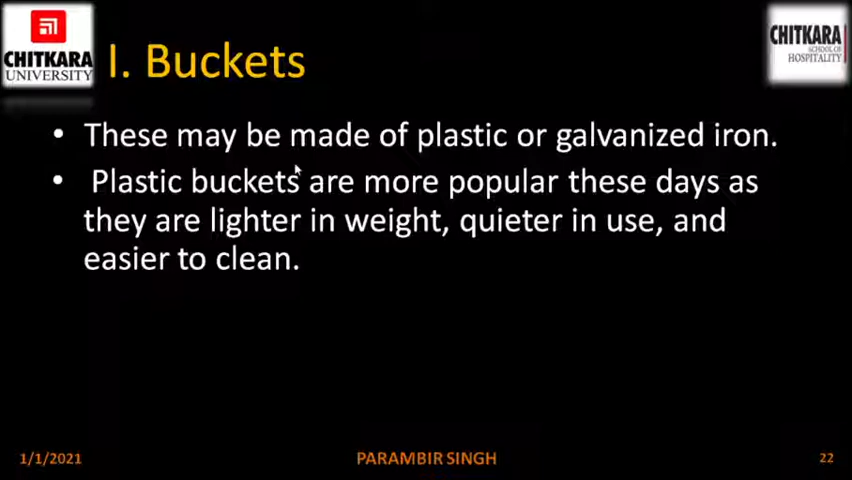 CHITKARA
UNIVERSITY
I. Buckets
CHITKARA
SCHOOL OF
HOSPITALITY
• These may be made of plastic or galvanized iron.
• Plastic buckets are more popular these days as
they are lighter in weight, quieter in use, and
easier to clean.
1/1/2021
PARAMBIR SINGH
22